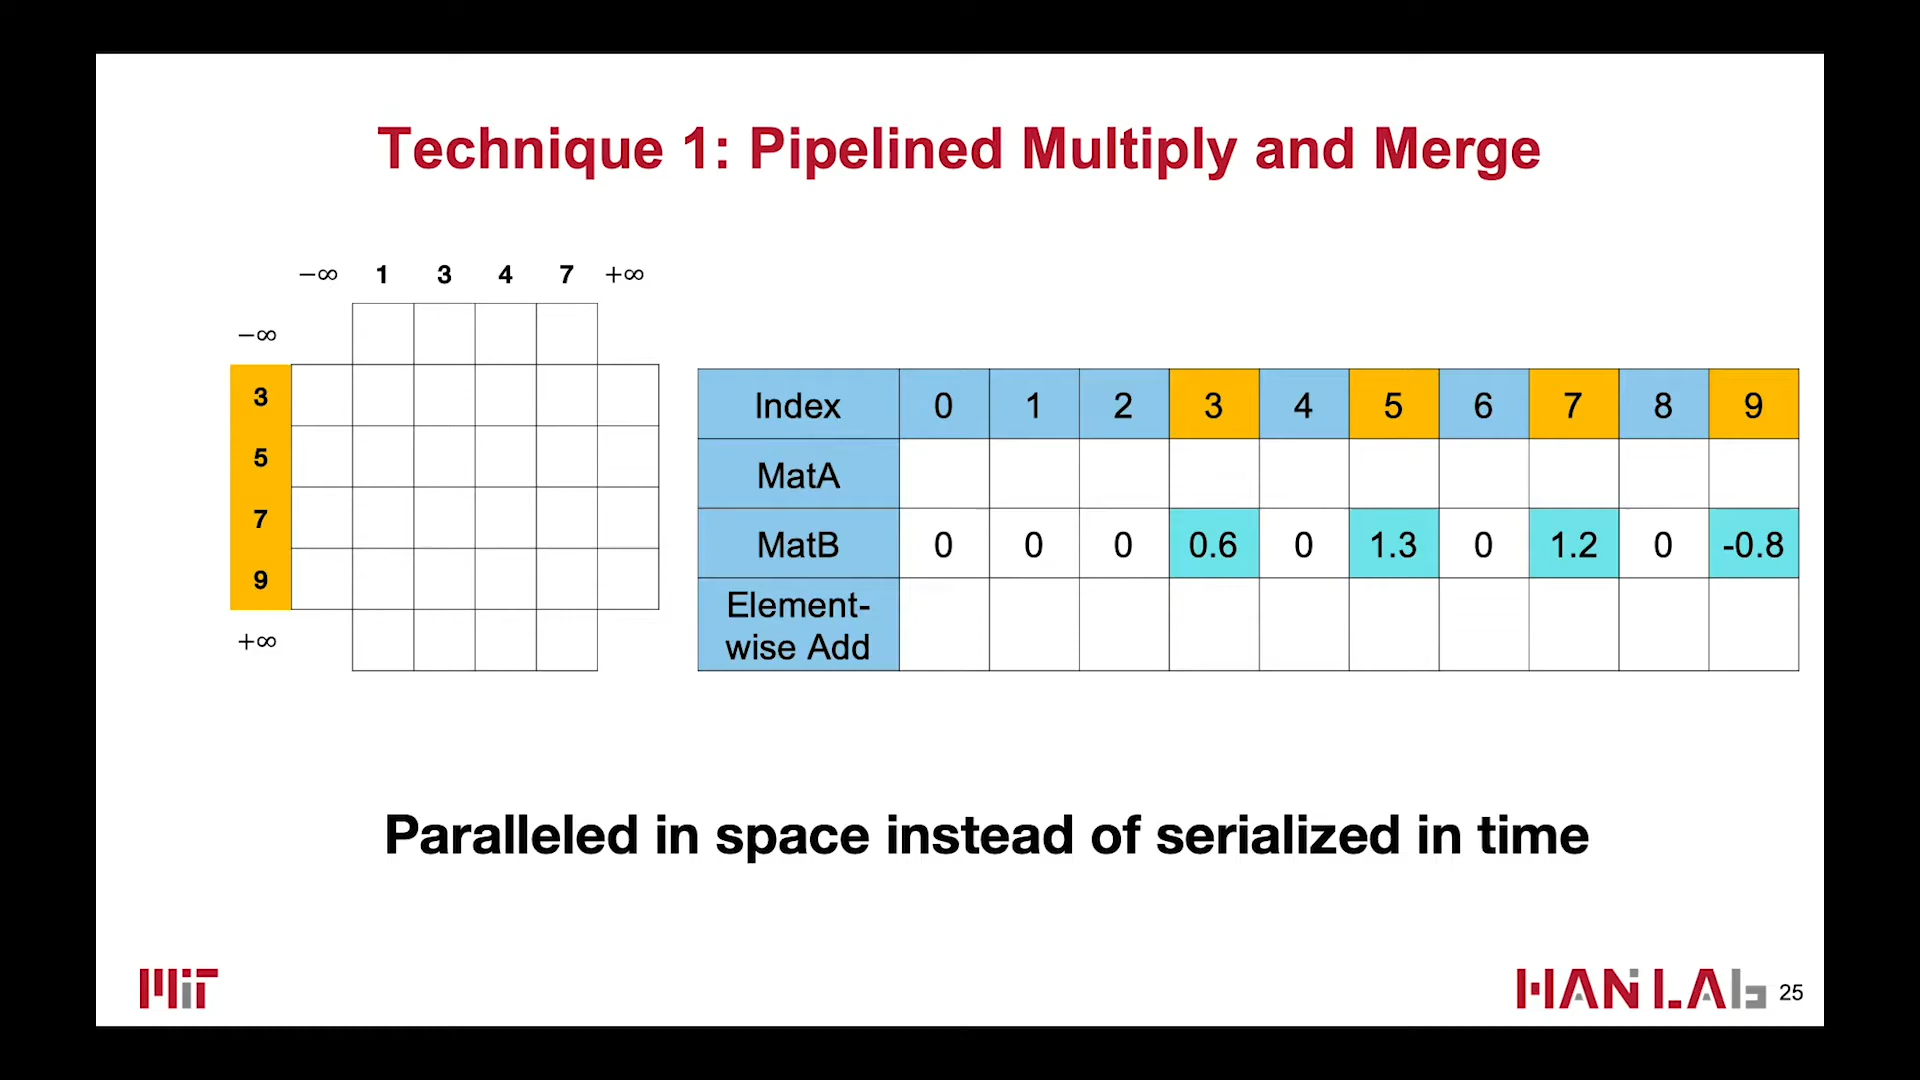 Technique 1: Pipelined Multiply and Merge
−∞ 1 3 4 7 +∞
−∞
3
5
7
9
+∞
Index 0 1 2 3 4 5 6 7 8 9
MatA
MatB 0 0 0 0.6 0 1.3 0 1.2 0 -0.8
Element-
wise Add
Paralleled in space instead of serialized in time
MiT
HAN LAb 25